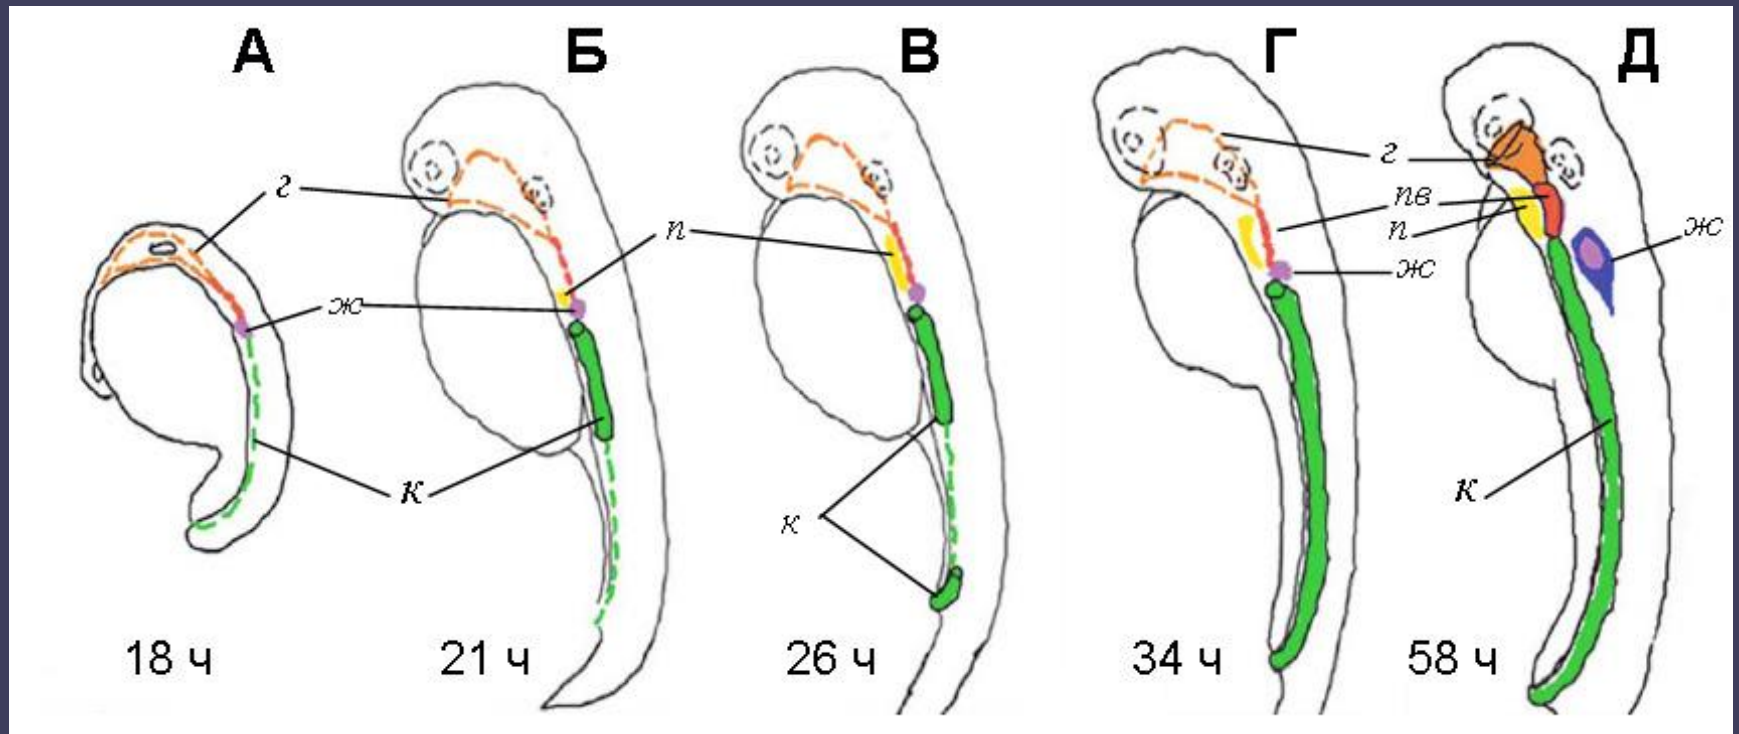 А Б В Г Д
г
г
пв
п
п
ж
ж
ж
к
к
к
18 ч 21 ч 26 ч 34 ч 58 ч